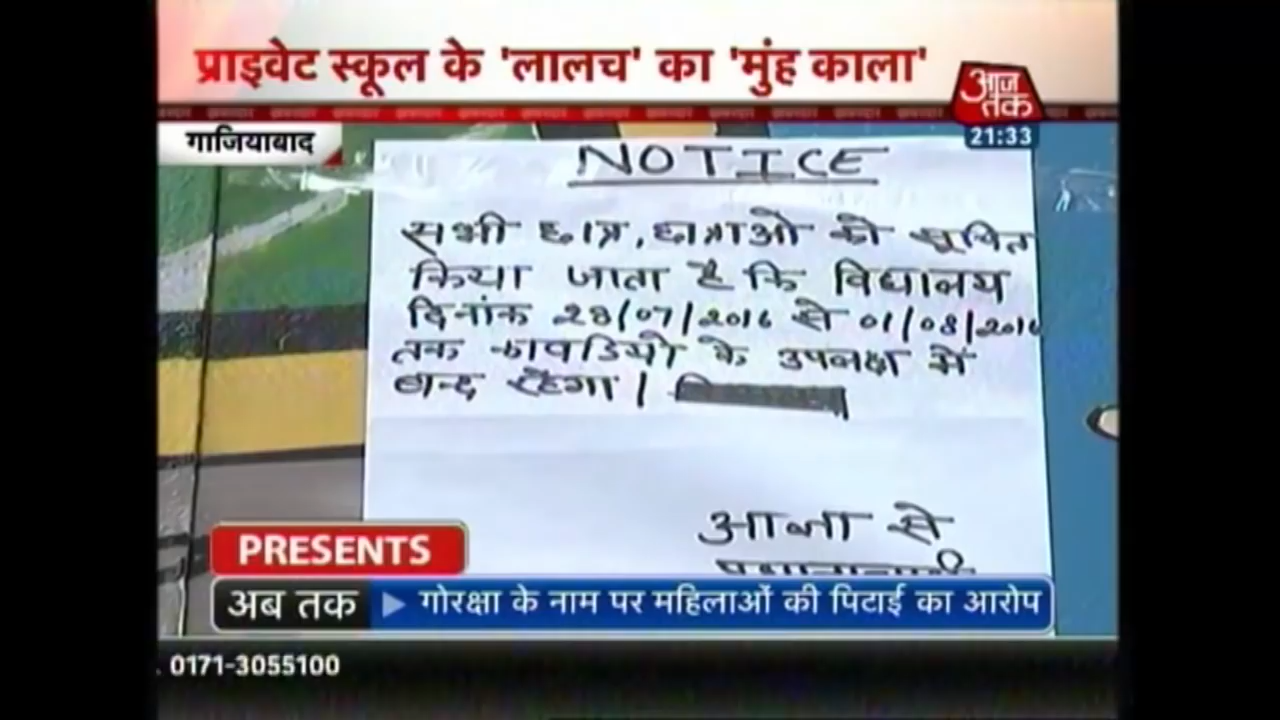 प्राइवेट स्कूल के 'लालच' का 'मुंह काला'
आज
तक
21:33
गाजियाबाद
NOTICE
सभी छात्र, छात्राओ को सूचित
किया जाता है कि विद्यालय
दिनांक 28/07/2016 से 01/08/2016
तक कावडियो के उपलक्ष मे
बन्द रहेगा।
आज्ञा से
PRESENTS
अब तक
गोरक्षा के नाम पर महिलाओं की पिटाई का आरोप
0171-3055100